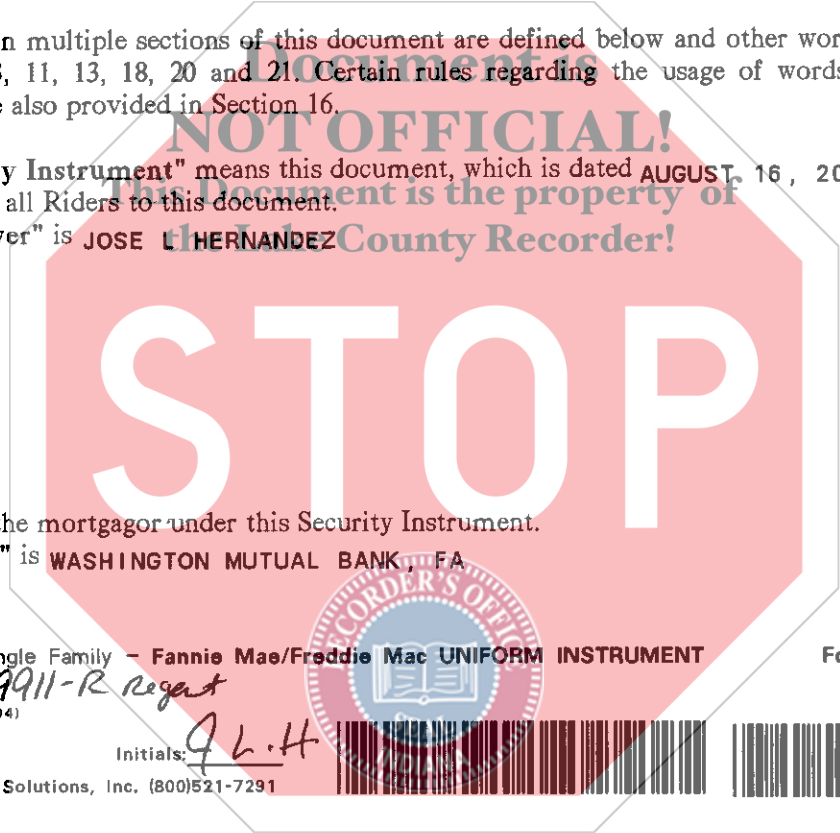 n multiple sections of this document are defined below and other wor
, 11, 13, 18, 20 and 21. Certain rules regarding the usage of words
also provided in Section 16.
Document is
NOT OFFICIAL!
This Document is the property of
the Lake County Recorder!
y Instrument" means this document, which is dated AUGUST 16, 20
all Riders to this document.
er" is JOSE L HERNANDEZ
STOP
he mortgagor under this Security Instrument.
" is WASHINGTON MUTUAL BANK, FA
RECORDER'S OFFICE
SEAL
INDIANA
ngle Family - Fannie Mae/Freddie Mac UNIFORM INSTRUMENT Fo
9911-R Regent
04)
Initials: J L. H
Solutions, Inc. (800)521-7291